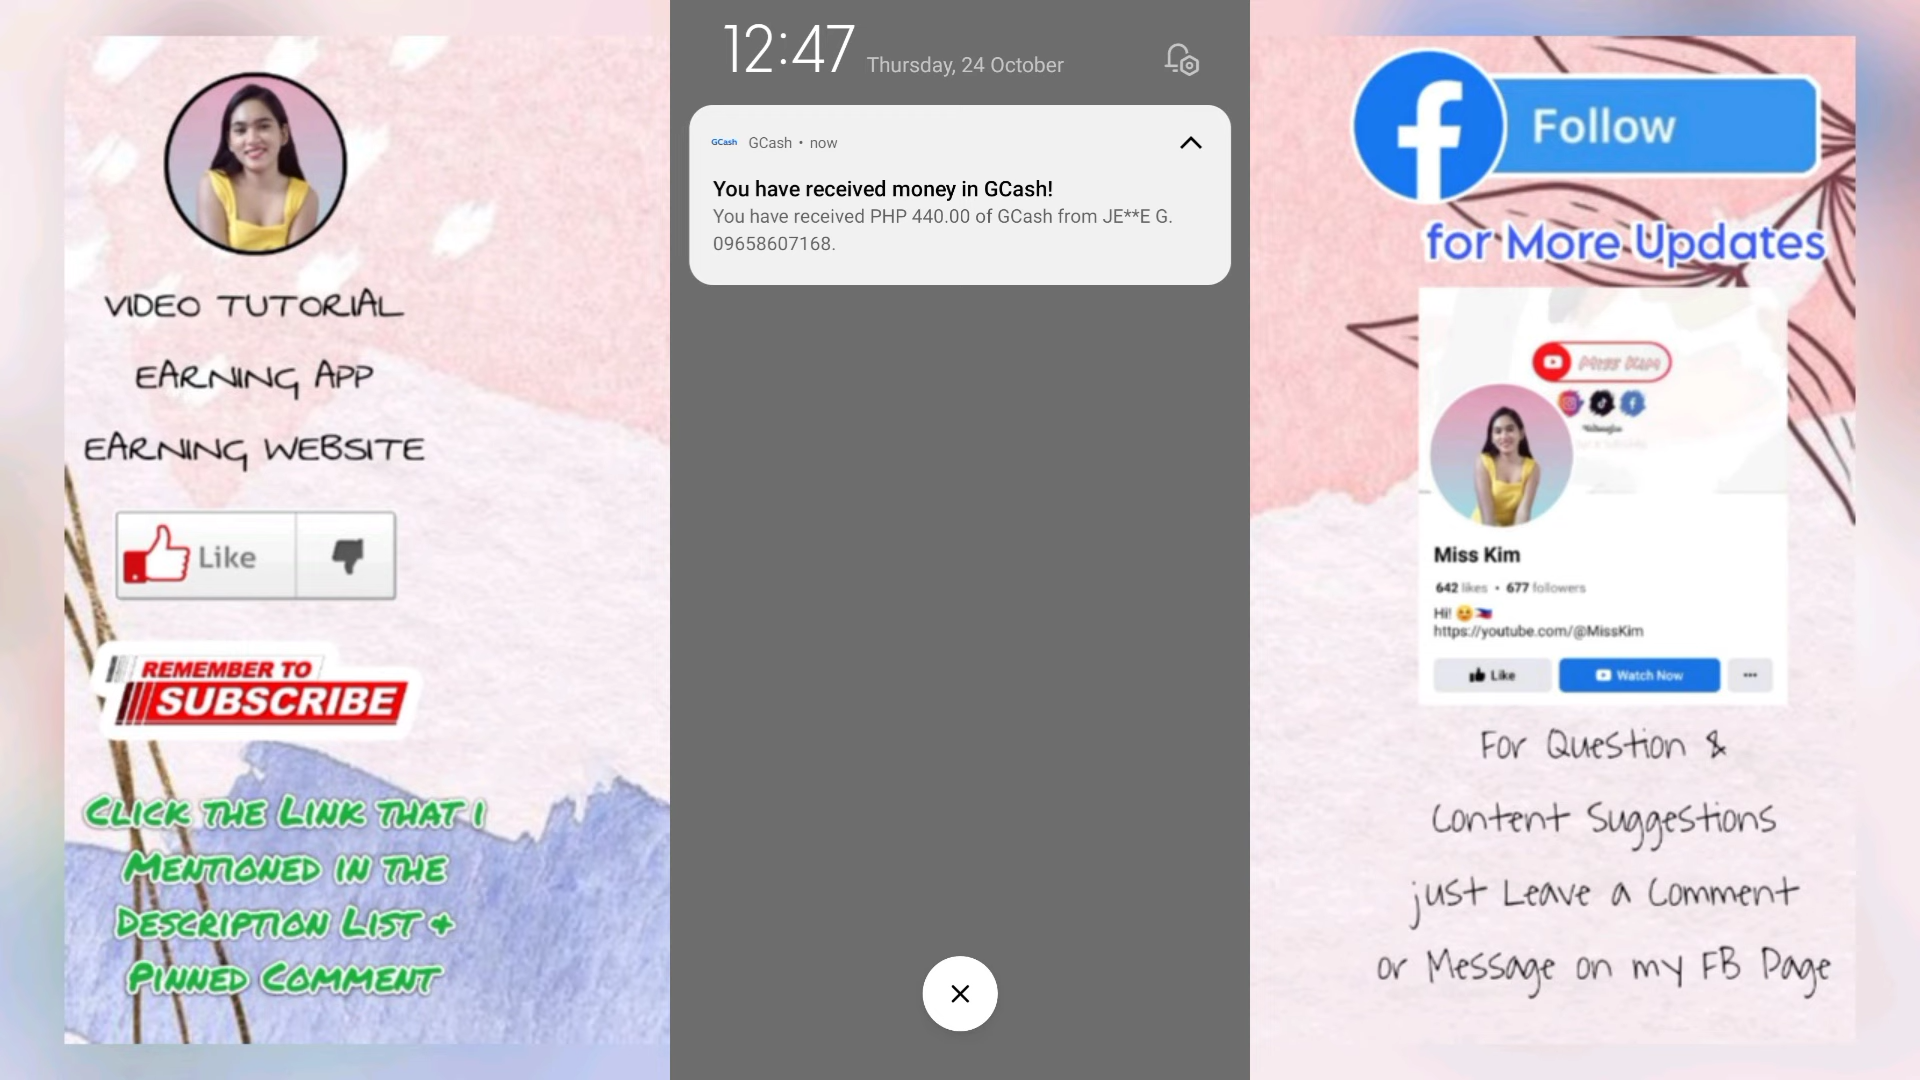 VIDEO TUTORIAL
EARNING APP
EARNING WEBSITE
Like
REMEMBER TO
SUBSCRIBE
CLICK THE LINK THAT I
MENTIONED IN THE
DESCRIPTION LIST &
PINNED COMMENT
12:47 Thursday, 24 October
GCash GCash • now
You have received money in GCash!
You have received PHP 440.00 of GCash from JE**E G.
09658607168.
Follow
for More Updates
Miss Kim
Miss Kim
642 likes • 677 followers
Hi! 😊🇵🇭
https://youtube.com/@MissKim
Like Watch Now ...
For Question &
Content Suggestions
just Leave a Comment
or Message on my FB Page